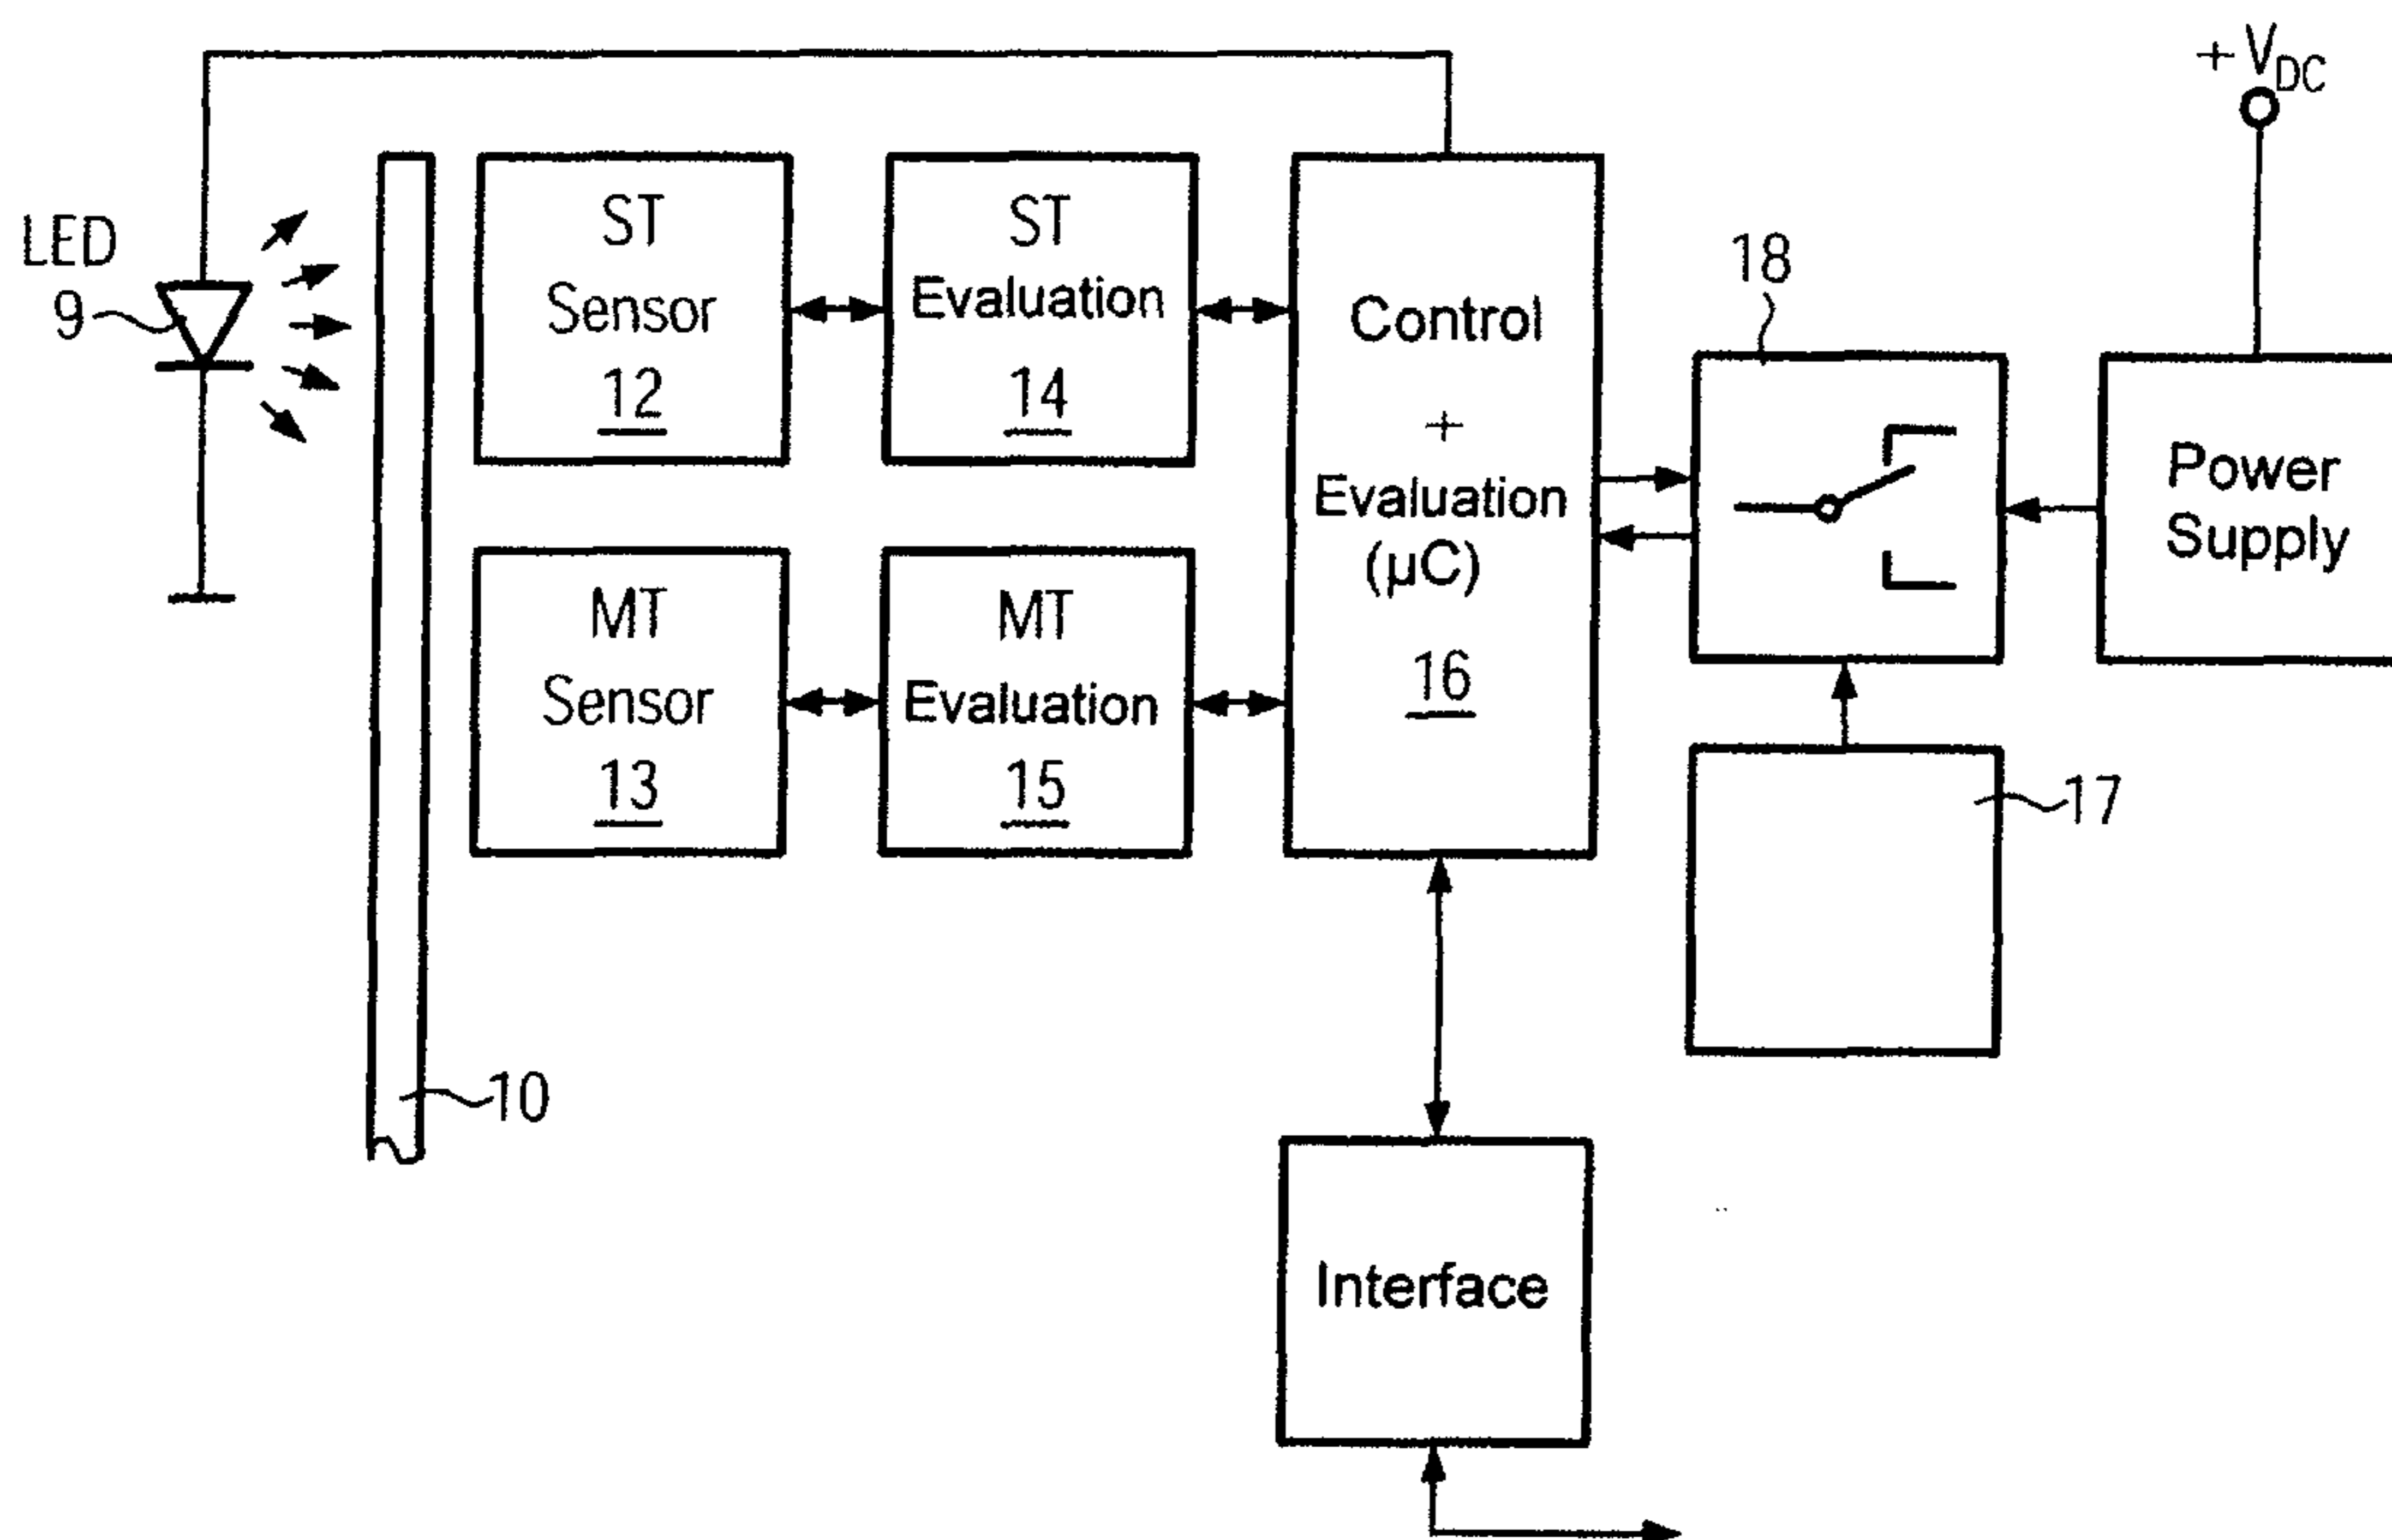 + V DC
LED
9
ST
Sensor
12
ST
Evaluation
14
Control
+
Evaluation
(µC)
16
18
Power
Supply
MT
Sensor
13
MT
Evaluation
15
17
10
Interface